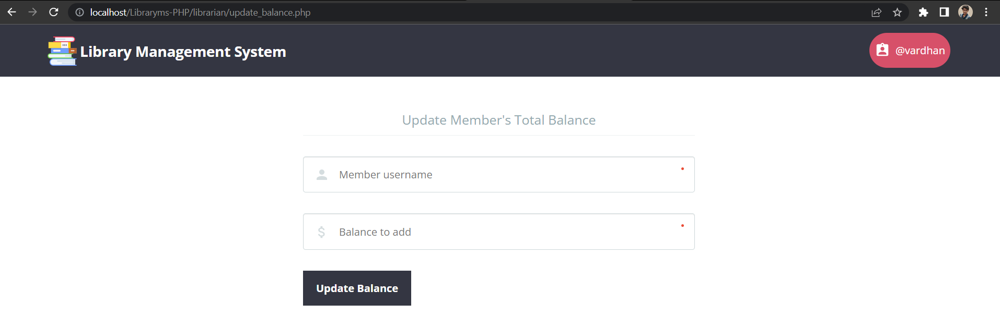 localhost/Libraryms-PHP/librarian/update_balance.php
Library Management System
@vardhan
Update Member's Total Balance
Member username
Balance to add
Update Balance